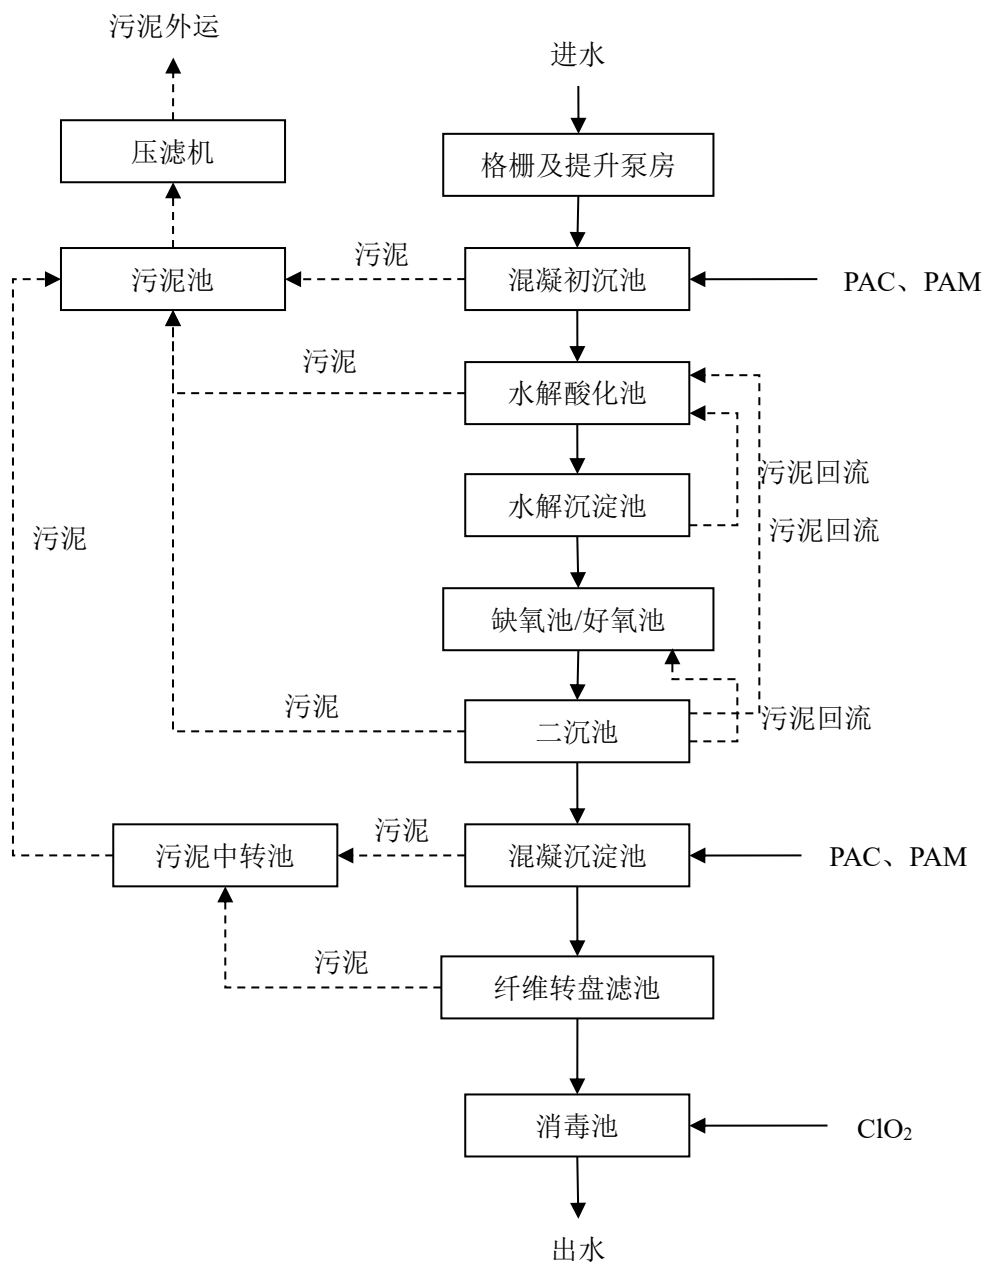 污泥外运
进水
压滤机
格栅及提升泵房
污泥
污泥池
混凝初沉池
PAC、PAM
污泥
水解酸化池
污泥回流
水解沉淀池
污泥回流
污泥
缺氧池/好氧池
污泥
污泥回流
二沉池
污泥
污泥中转池
混凝沉淀池
PAC、PAM
污泥
纤维转盘滤池
消毒池
ClO₂
出水